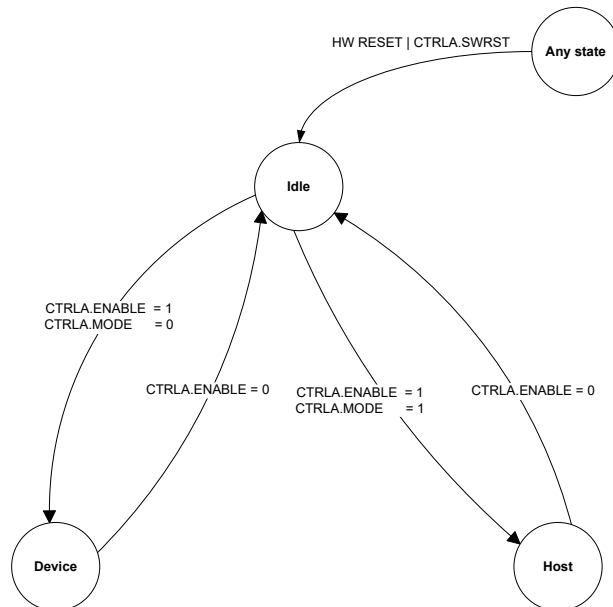 HW RESET | CTRLA.SWRST
Any state
Idle
CTRLA.ENABLE = 1
CTRLA.MODE = 0
CTRLA.ENABLE = 0
CTRLA.ENABLE = 1
CTRLA.MODE = 1
CTRLA.ENABLE = 0
Device
Host